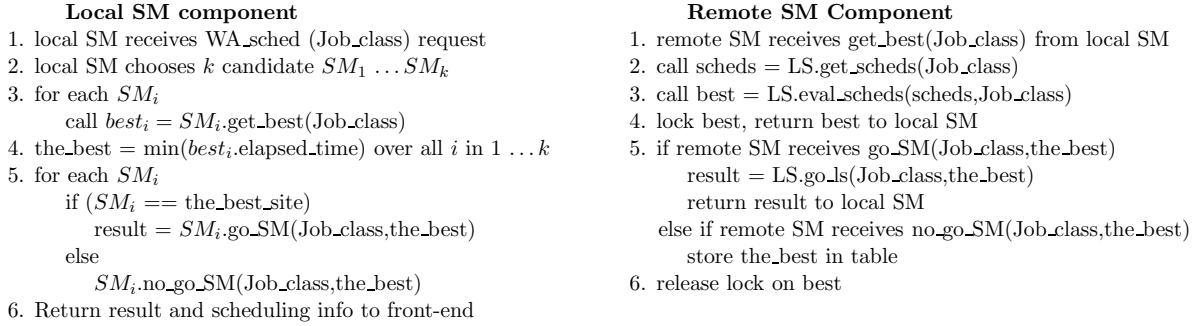 Local SM component
1. local SM receives WA_sched (Job_class) request
2. local SM chooses k candidate SM₁ ... SMₖ
3. for each SMᵢ
call bestᵢ = SMᵢ.get_best(Job_class)
4. the_best = min(bestᵢ.elapsed_time) over all i in 1 ... k
5. for each SMᵢ
if (SMᵢ == the_best_site)
result = SMᵢ.go_SM(Job_class,the_best)
else
SMᵢ.no_go_SM(Job_class,the_best)
6. Return result and scheduling info to front-end
Remote SM Component
1. remote SM receives get_best(Job_class) from local SM
2. call scheds = LS.get_scheds(Job_class)
3. call best = LS.eval_scheds(scheds,Job_class)
4. lock best, return best to local SM
5. if remote SM receives go_SM(Job_class,the_best)
result = LS.go_ls(Job_class,the_best)
return result to local SM
else if remote SM receives no_go_SM(Job_class,the_best)
store the_best in table
6. release lock on best